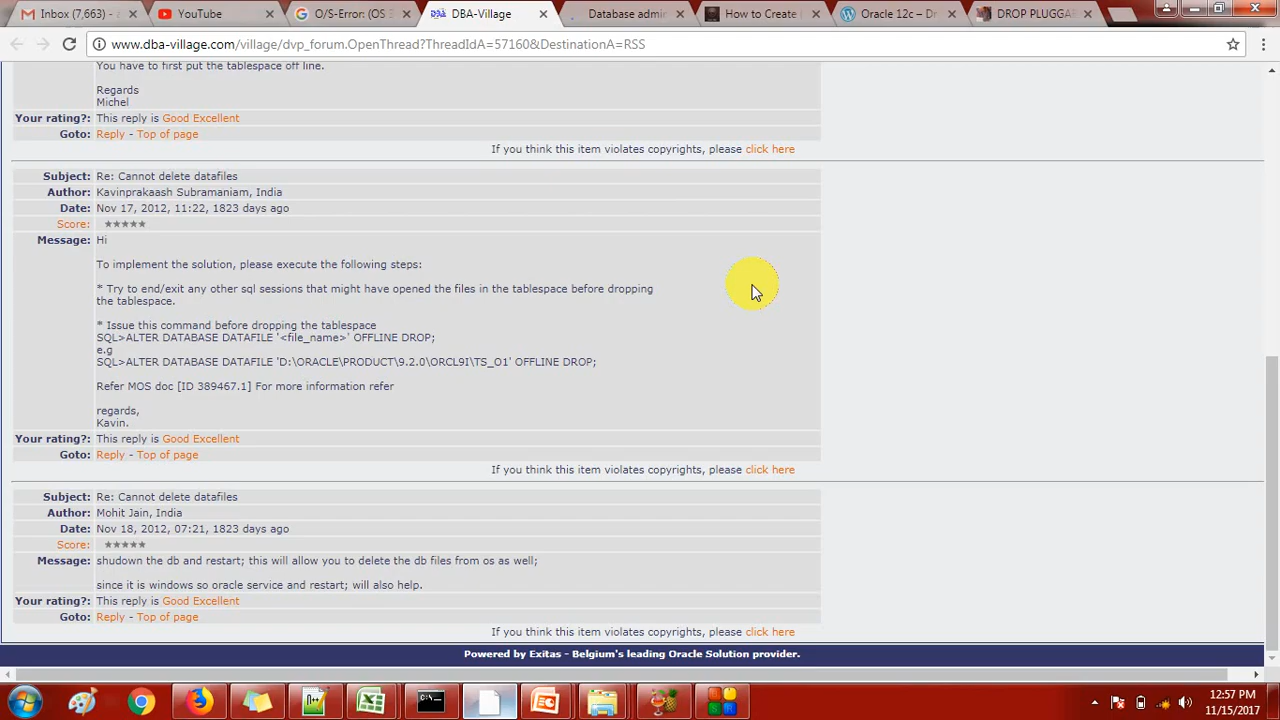 Inbox (7,663) -
YouTube
O/S-Error: (OS 3
DBA-Village
Database admi
How to Create
Oracle 12c – Dr
DROP PLUGGA
www.dba-village.com/village/dvp_forum.OpenThread?ThreadIdA=57160&DestinationA=RSS
You have to first put the tablespace off line.
Regards
Michel
Your rating?: This reply is Good Excellent
Goto: Reply - Top of page
If you think this item violates copyrights, please click here
Subject: Re: Cannot delete datafiles
Author: Kavinprakaash Subramaniam, India
Date: Nov 17, 2012, 11:22, 1823 days ago
Score: ★★★★★
Message: Hi
To implement the solution, please execute the following steps:
* Try to end/exit any other sql sessions that might have opened the files in the tablespace before dropping
the tablespace.
* Issue this command before dropping the tablespace
SQL>ALTER DATABASE DATAFILE '<file_name>' OFFLINE DROP;
e.g
SQL>ALTER DATABASE DATAFILE 'D:\ORACLE\PRODUCT\9.2.0\ORCL9I\TS_O1' OFFLINE DROP;
Refer MOS doc [ID 389467.1] For more information refer
regards,
Kavin.
Your rating?: This reply is Good Excellent
Goto: Reply - Top of page
If you think this item violates copyrights, please click here
Subject: Re: Cannot delete datafiles
Author: Mohit Jain, India
Date: Nov 18, 2012, 07:21, 1823 days ago
Score: ★★★★★
Message: shudown the db and restart; this will allow you to delete the db files from os as well;
since it is windows so oracle service and restart; will also help.
Your rating?: This reply is Good Excellent
Goto: Reply - Top of page
If you think this item violates copyrights, please click here
Powered by Exitas - Belgium's leading Oracle Solution provider.
12:57 PM
11/15/2017